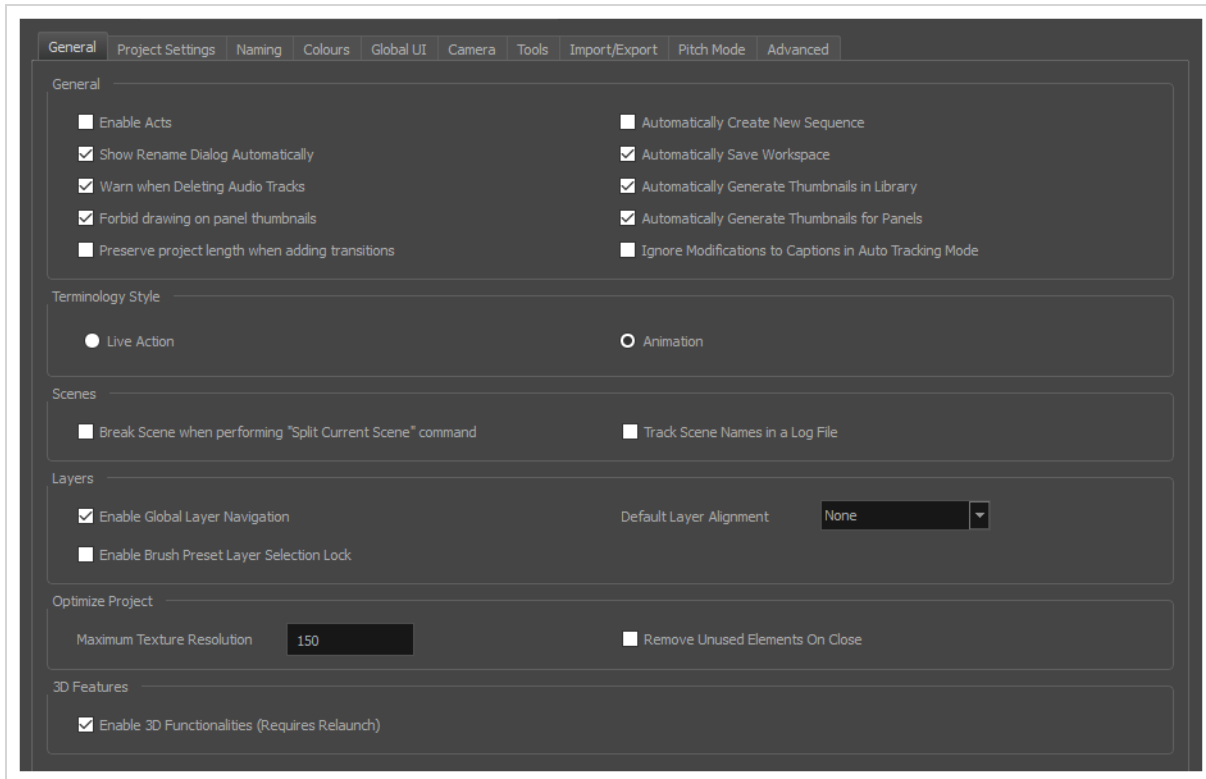 General Project Settings Naming Colours Global UI Camera Tools Import/Export Pitch Mode Advanced
General
Enable Acts Automatically Create New Sequence
Show Rename Dialog Automatically Automatically Save Workspace
Warn when Deleting Audio Tracks Automatically Generate Thumbnails in Library
Forbid drawing on panel thumbnails Automatically Generate Thumbnails for Panels
Preserve project length when adding transitions Ignore Modifications to Captions in Auto Tracking Mode
Terminology Style
Live Action Animation
Scenes
Break Scene when performing "Split Current Scene" command Track Scene Names in a Log File
Layers
Enable Global Layer Navigation Default Layer Alignment None
Enable Brush Preset Layer Selection Lock
Optimize Project
Maximum Texture Resolution 150 Remove Unused Elements On Close
3D Features
Enable 3D Functionalities (Requires Relaunch)